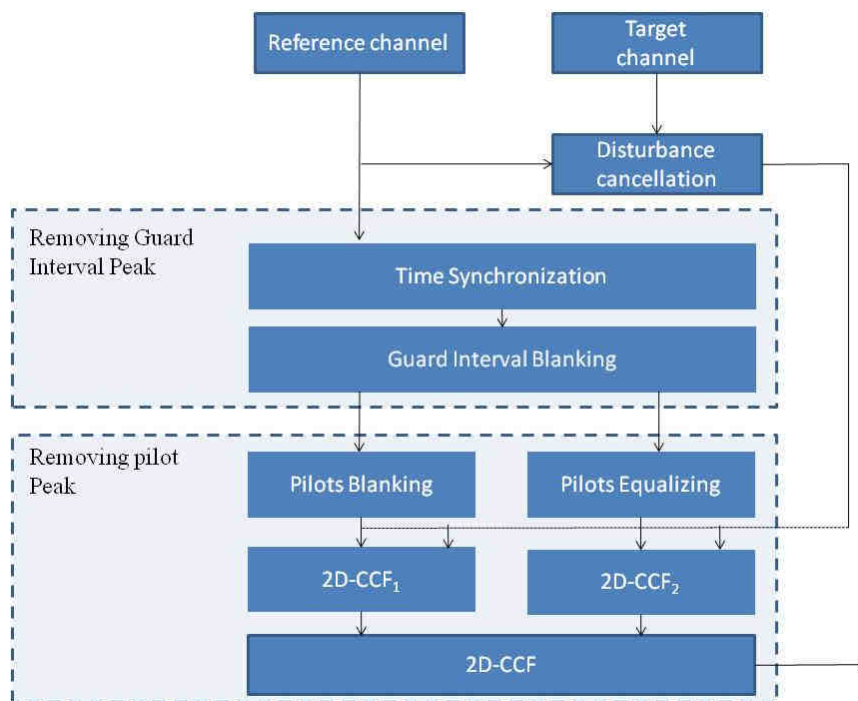 Reference channel
Target
channel
Disturbance
cancellation
Removing Guard
Interval Peak
Time Synchronization
Guard Interval Blanking
Removing pilot
Peak
Pilots Blanking
Pilots Equalizing
2D-CCF₁
2D-CCF₂
2D-CCF